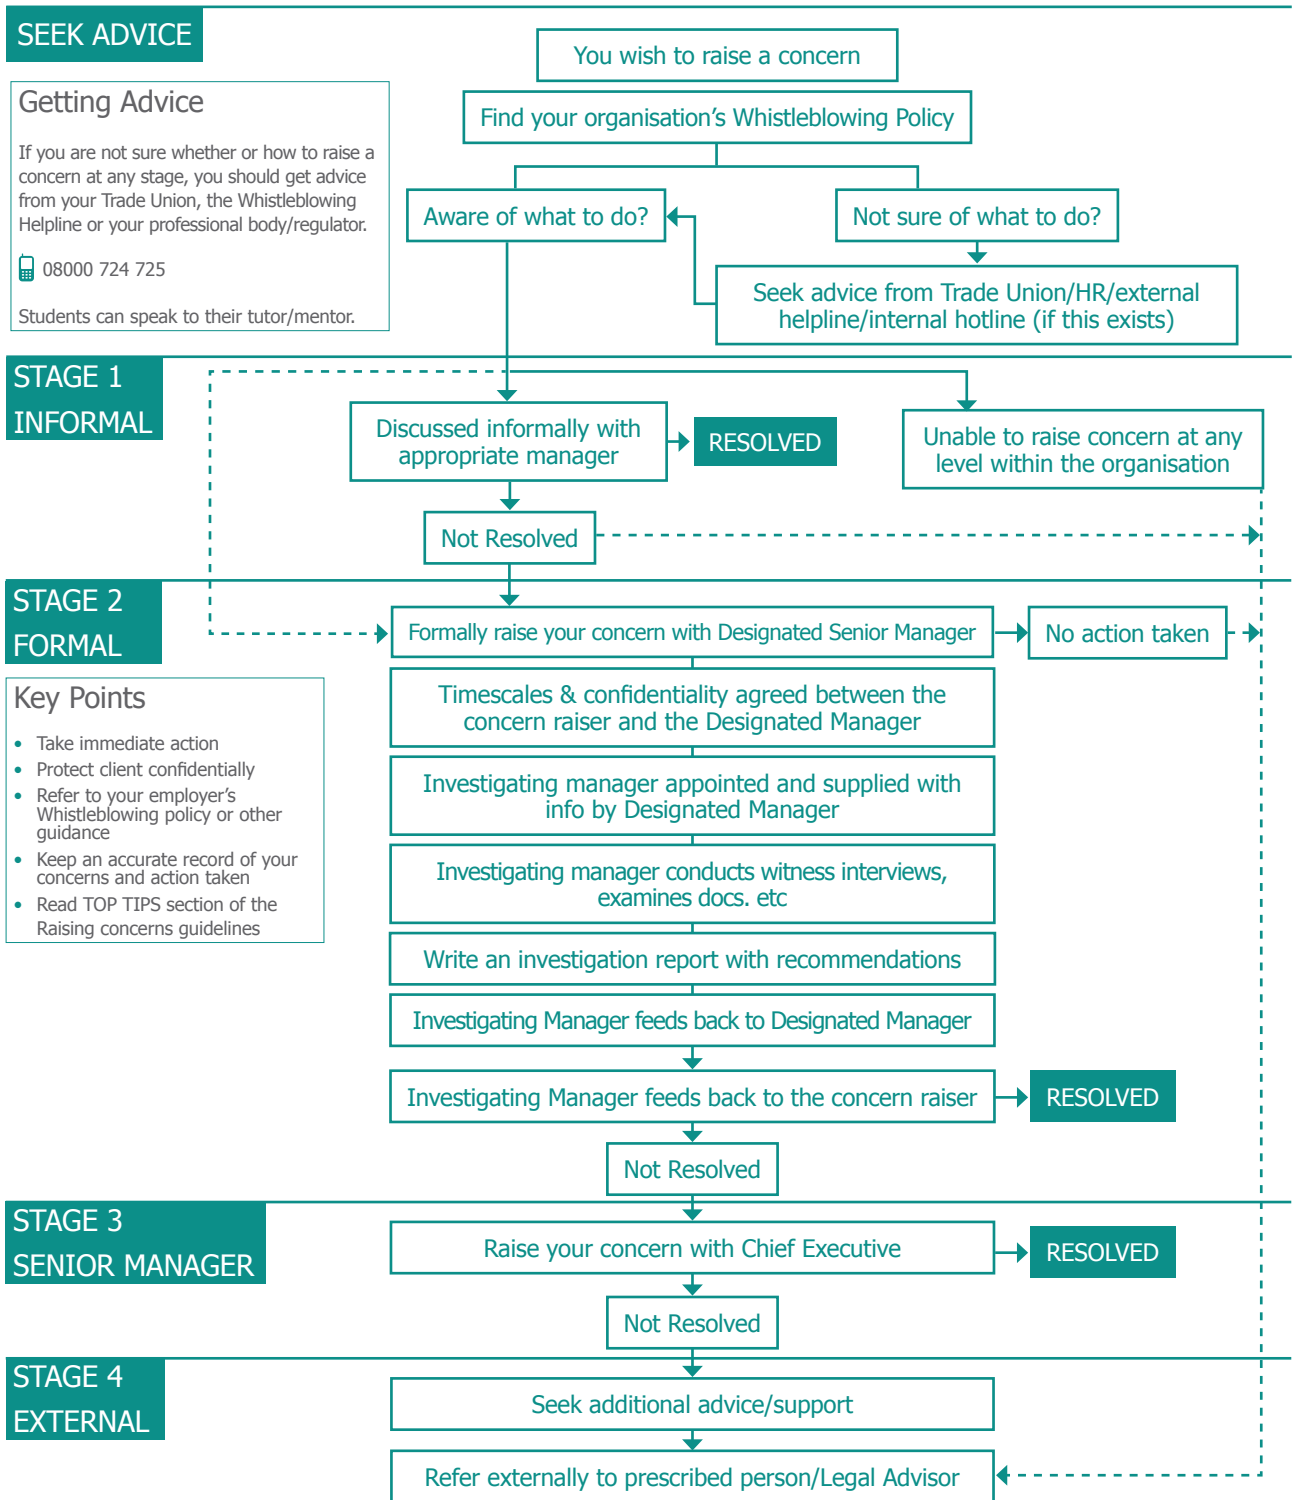 SEEK ADVICE
You wish to raise a concern
Getting Advice
If you are not sure whether or how to raise a
concern at any stage, you should get advice
from your Trade Union, the Whistleblowing
Helpline or your professional body/regulator.
08000 724 725
Students can speak to their tutor/mentor.
Find your organisation's Whistleblowing Policy
Aware of what to do?
Not sure of what to do?
Seek advice from Trade Union/HR/external
helpline/internal hotline (if this exists)
STAGE 1
INFORMAL
Discussed informally with
appropriate manager
RESOLVED
Unable to raise concern at any
level within the organisation
Not Resolved
STAGE 2
FORMAL
Formally raise your concern with Designated Senior Manager
No action taken
Key Points
• Take immediate action
• Protect client confidentially
• Refer to your employer's
Whistleblowing policy or other
guidance
• Keep an accurate record of your
concerns and action taken
• Read TOP TIPS section of the
Raising concerns guidelines
Timescales & confidentiality agreed between the
concern raiser and the Designated Manager
Investigating manager appointed and supplied with
info by Designated Manager
Investigating manager conducts witness interviews,
examines docs. etc
Write an investigation report with recommendations
Investigating Manager feeds back to Designated Manager
Investigating Manager feeds back to the concern raiser
RESOLVED
Not Resolved
STAGE 3
SENIOR MANAGER
Raise your concern with Chief Executive
RESOLVED
Not Resolved
STAGE 4
EXTERNAL
Seek additional advice/support
Refer externally to prescribed person/Legal Advisor